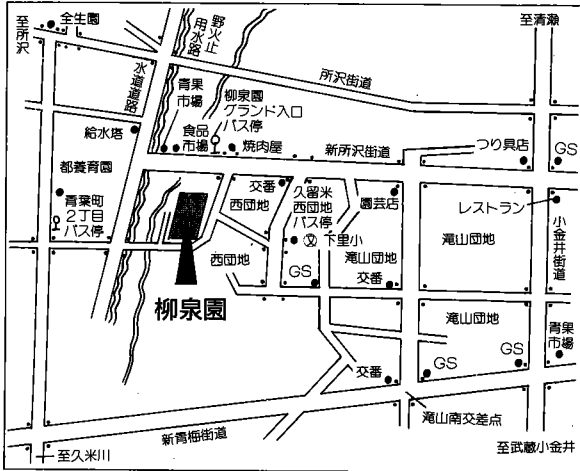 至所沢
全生園
野火止
用水路
至清瀬
水道道路
青果
市場
柳泉園
グランド入口
バス停
所沢街道
給水塔
食品
市場
焼肉屋
新所沢街道
つり具店
GS
都養育園
青葉町
2丁目
バス停
交番
西団地
久留米
西団地
バス停
園芸店
レストラン
小金井街道
文
下里小
滝山団地
滝山団地
西団地
GS
交番
柳泉園
滝山団地
青果
市場
交番
GS
GS
新青梅街道
滝山南交差点
至久米川
至武蔵小金井